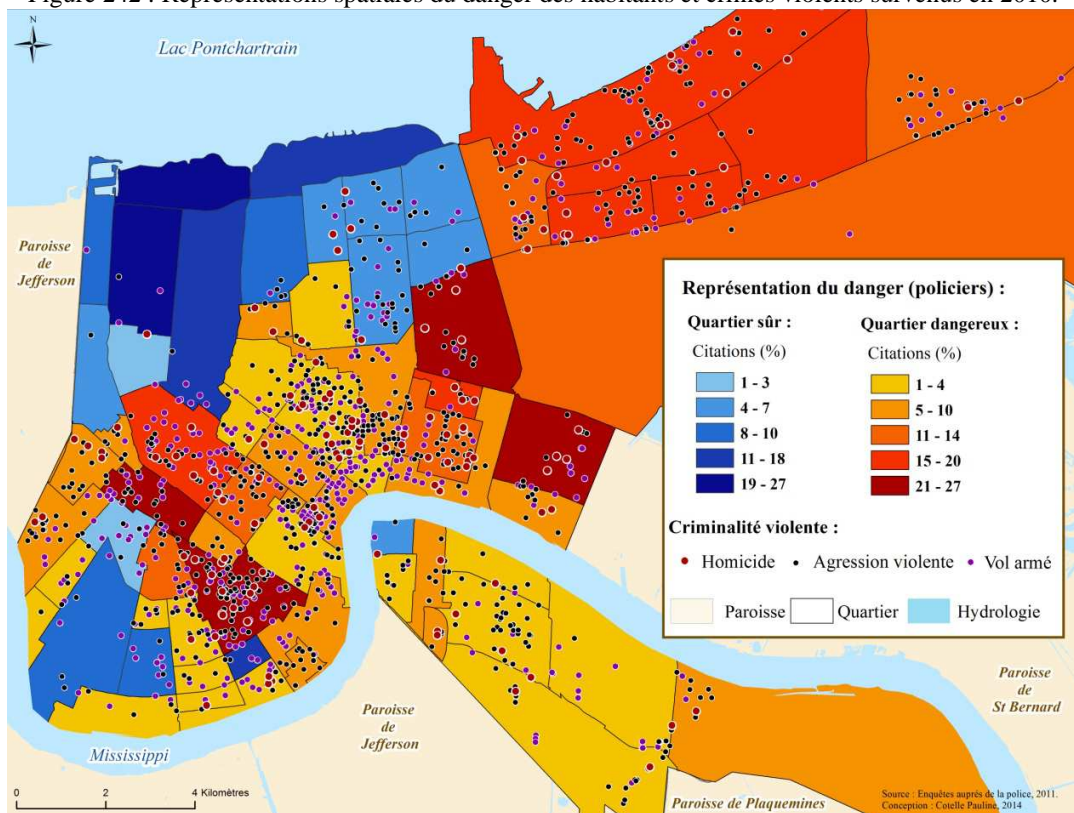 Figure 242 : Représentations spatiales du danger des habitants et crimes violents survenus en 2010.
N
Lac Pontchartrain
Paroisse
de
Jefferson
Représentation du danger (policiers) :
Quartier sûr :
Quartier dangereux :
Citations (%)
Citations (%)
1 - 3
1 - 4
4 - 7
5 - 10
8 - 10
11 - 14
11 - 18
15 - 20
19 - 27
21 - 27
Criminalité violente :
Homicide
Agression violente
Vol armé
Paroisse
Quartier
Hydrologie
Paroisse
de
St Bernard
Paroisse
de
Jefferson
Mississippi
0 2 4 Kilomètres
Paroisse de Plaquemines
Source : Enquêtes auprés de la police, 2011.
Conception : Cotelle Pauline, 2014